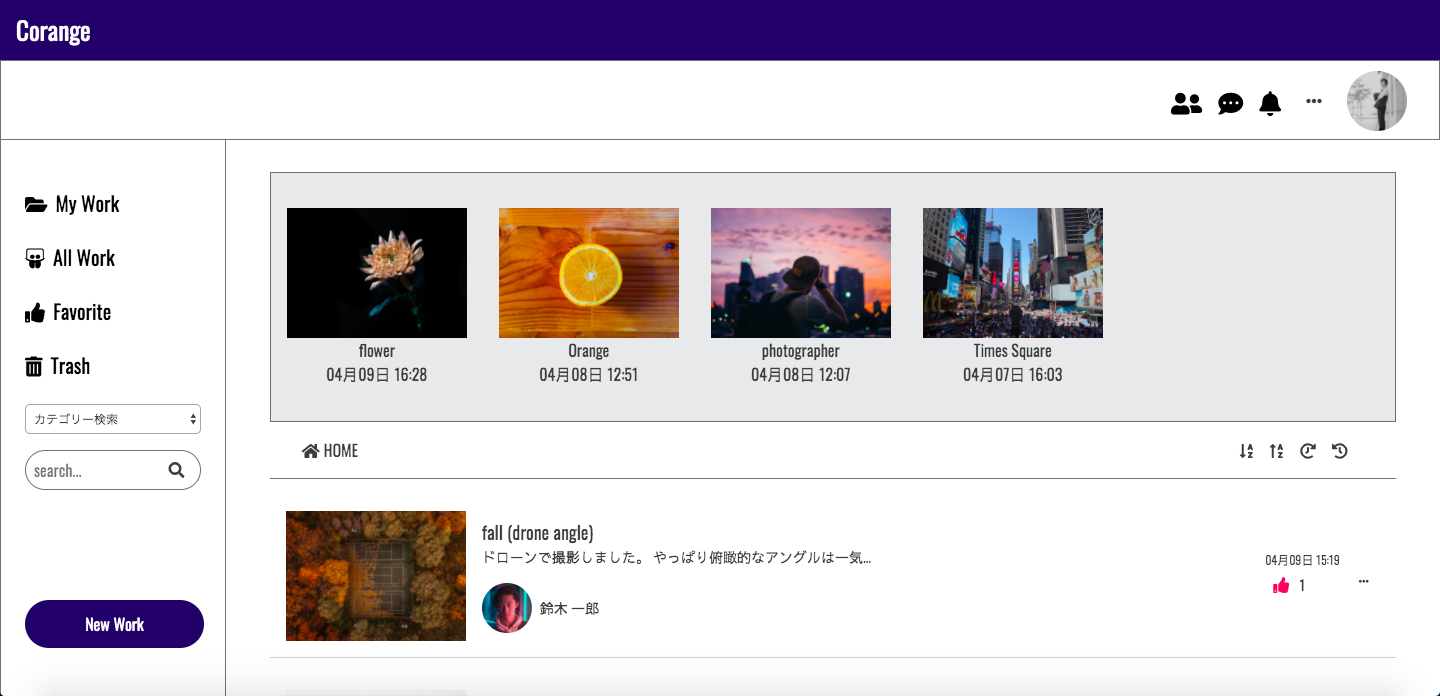 Corange
My Work
All Work
Favorite
Trash
カテゴリー検索
search...
New Work
flower
04月09日 16:28
Orange
04月08日 12:51
photographer
04月08日 12:07
Times Square
04月07日 16:03
HOME
fall (drone angle)
ドローンで撮影しました。 やっぱり俯瞰的なアングルは一気...
鈴木 一郎
04月09日 15:19
1